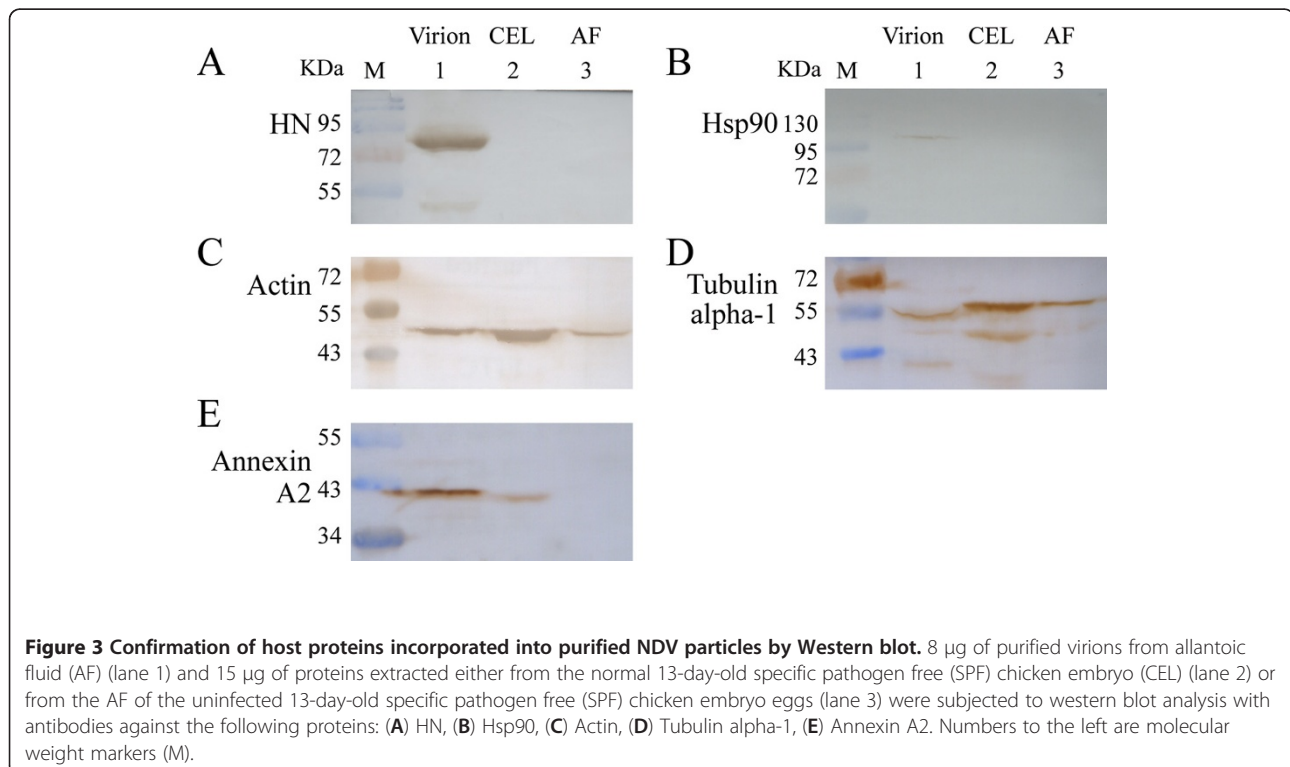 Virion CEL AF
A KDa M 1 2 3
HN 95
72
55
Virion CEL AF
B KDa M 1 2 3
Hsp90 130
95
72
C
Actin
72
55
43
D
Tubulin
alpha-1
72
55
43
E
Annexin
A2
55
43
34
Figure 3 Confirmation of host proteins incorporated into purified NDV particles by Western blot. 8 μg of purified virions from allantoic
fluid (AF) (lane 1) and 15 μg of proteins extracted either from the normal 13-day-old specific pathogen free (SPF) chicken embryo (CEL) (lane 2) or
from the AF of the uninfected 13-day-old specific pathogen free (SPF) chicken embryo eggs (lane 3) were subjected to western blot analysis with
antibodies against the following proteins: (A) HN, (B) Hsp90, (C) Actin, (D) Tubulin alpha-1, (E) Annexin A2. Numbers to the left are molecular
weight markers (M).